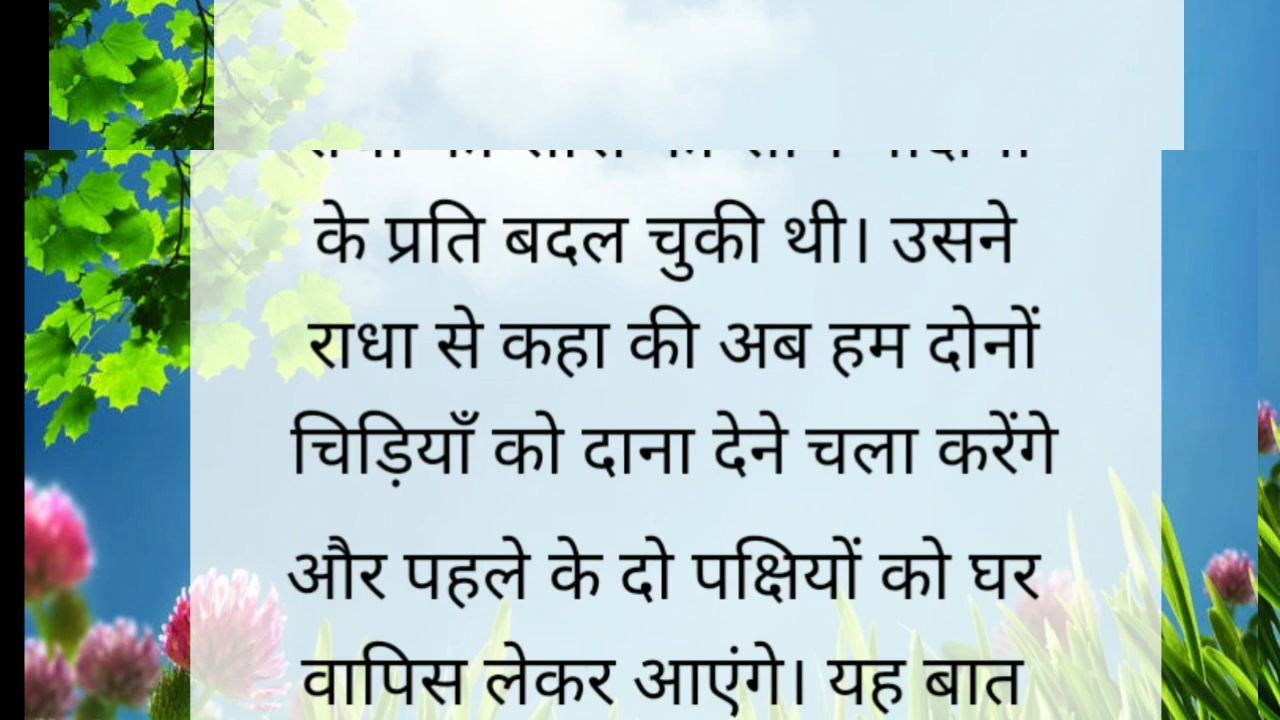 के प्रति बदल चुकी थी। उसने
राधा से कहा की अब हम दोनों
चिड़ियाँ को दाना देने चला करेंगे
और पहले के दो पक्षियों को घर
वापिस लेकर आएंगे। यह बात